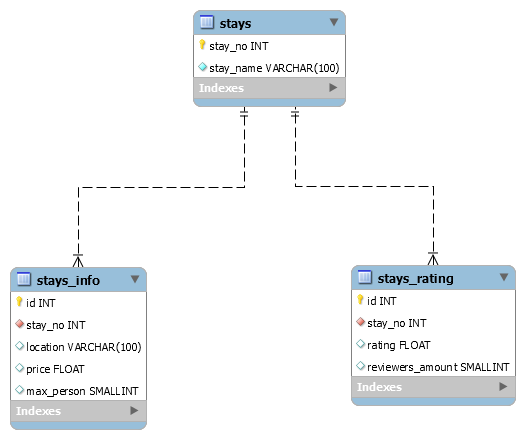 stays
stay_no INT
stay_name VARCHAR(100)
Indexes
stays_info
id INT
stay_no INT
location VARCHAR(100)
price FLOAT
max_person SMALLINT
Indexes
stays_rating
id INT
stay_no INT
rating FLOAT
reviewers_amount SMALLINT
Indexes